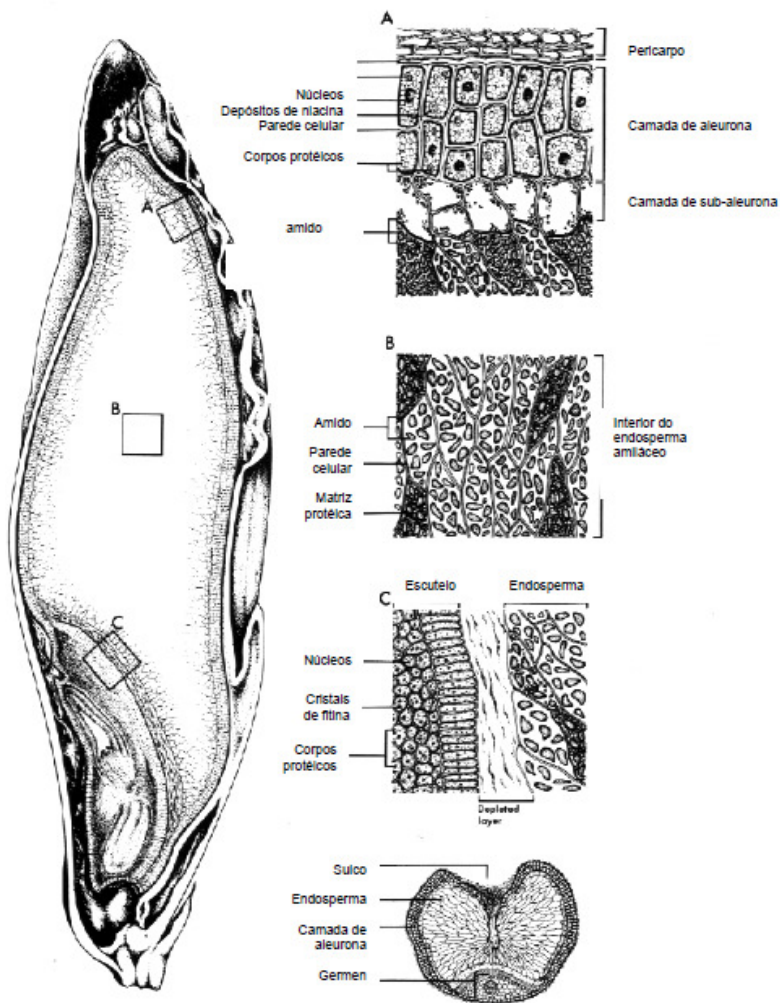 A
Pericarpo
Núcleos
Depósitos de niacina
Parede celular
Camada de aleurona
Corpos protéicos
Camada de sub-aleurona
amido
A
B
B
Amido
Parede
celular
Matriz
protéica
Interior do
endosperma
amiláceo
C
C
Escutelo
Endosperma
Núcleos
Cristais
de fitina
Corpos
protéicos
Depleted
layer
Sulco
Endosperma
Camada de
aleurona
Germen